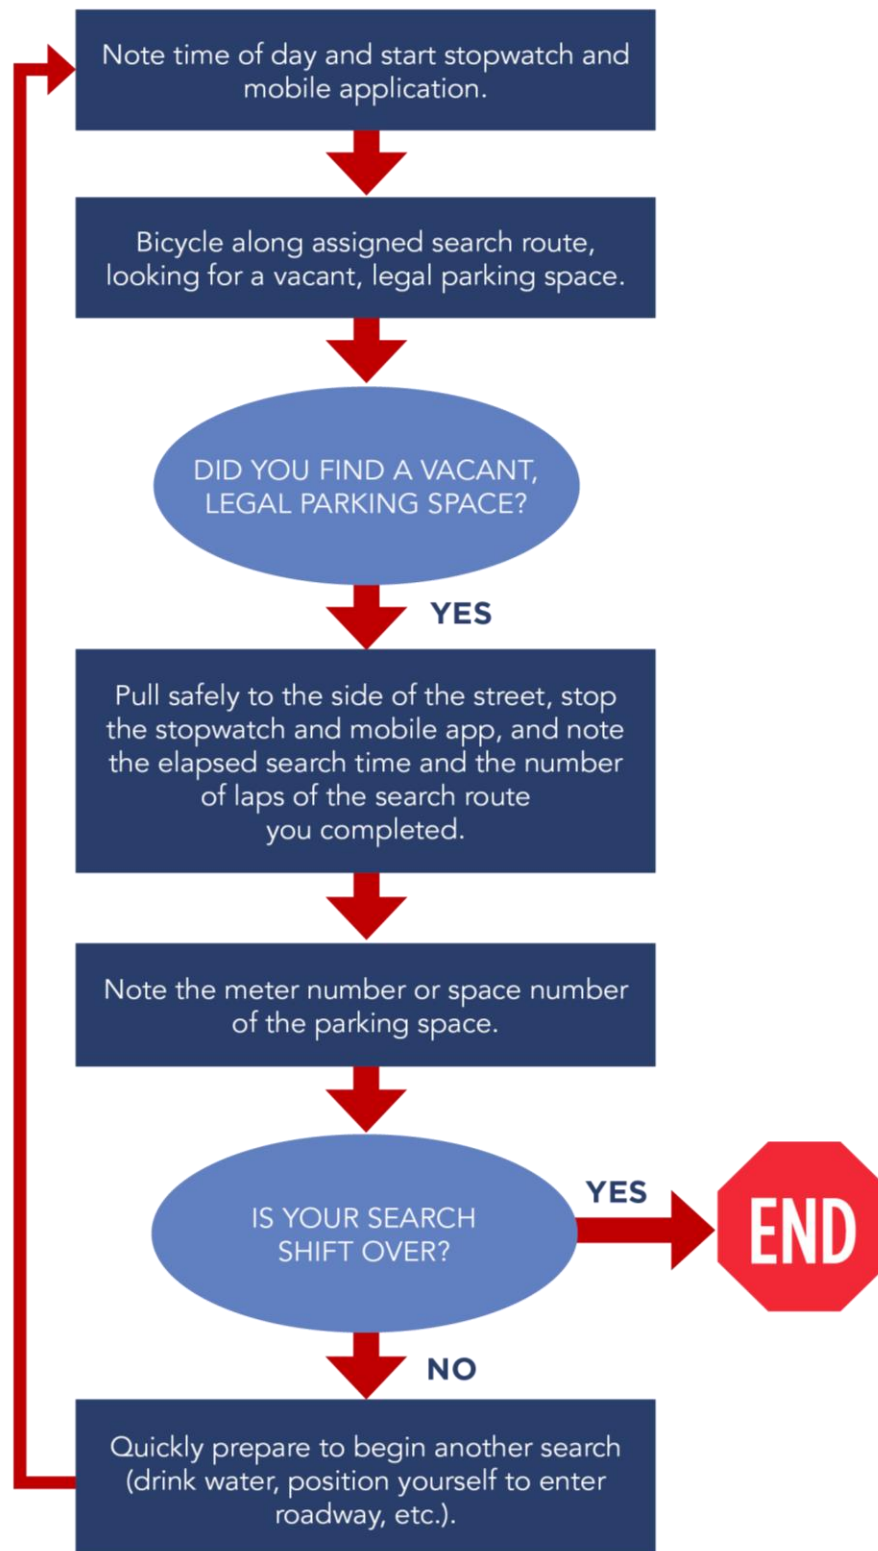 Note time of day and start stopwatch and
mobile application.
Bicycle along assigned search route,
looking for a vacant, legal parking space.
DID YOU FIND A VACANT,
LEGAL PARKING SPACE?
YES
Pull safely to the side of the street, stop
the stopwatch and mobile app, and note
the elapsed search time and the number
of laps of the search route
you completed.
Note the meter number or space number
of the parking space.
IS YOUR SEARCH
SHIFT OVER?
YES
END
NO
Quickly prepare to begin another search
(drink water, position yourself to enter
roadway, etc.).